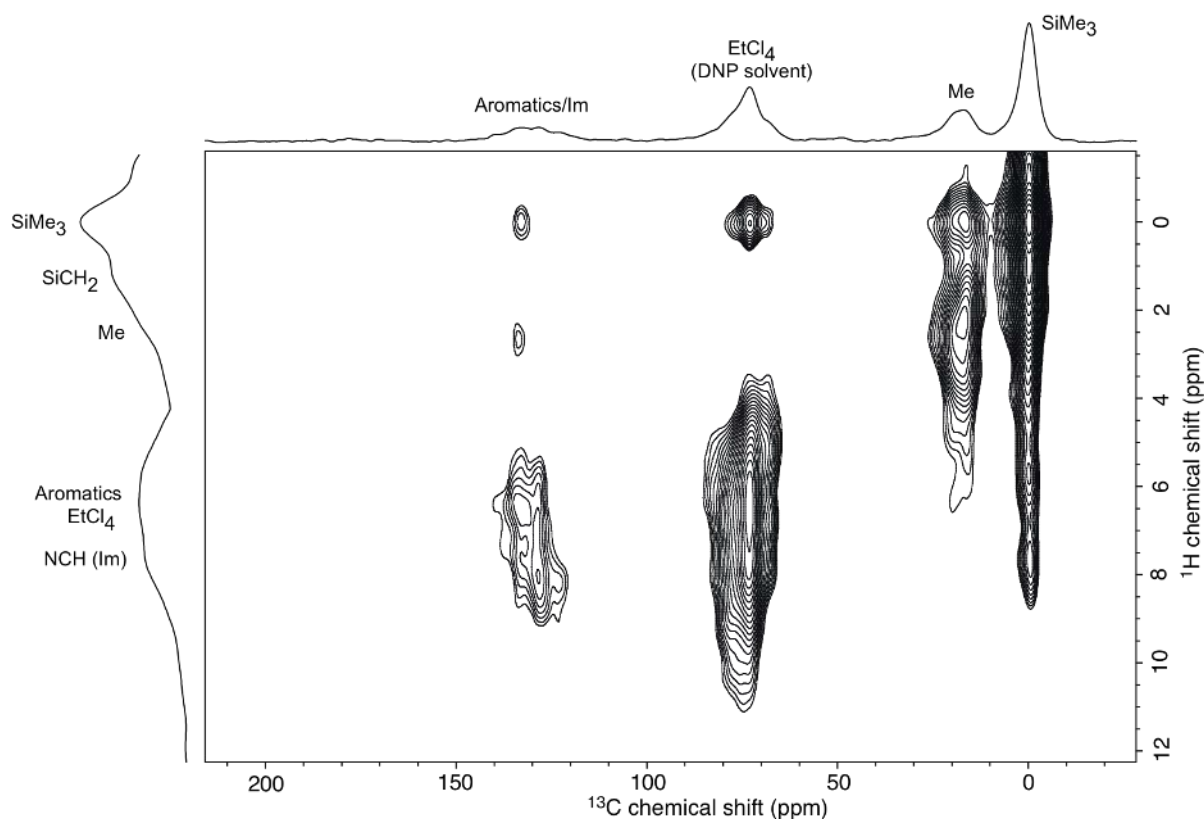 SiMe3
EtCl4
(DNP solvent)
Me
Aromatics/Im
SiMe3
SiCH2
Me
Aromatics
EtCl4
NCH (Im)
0
2
4
6
8
10
12
1H chemical shift (ppm)
200
150
100
50
0
13C chemical shift (ppm)